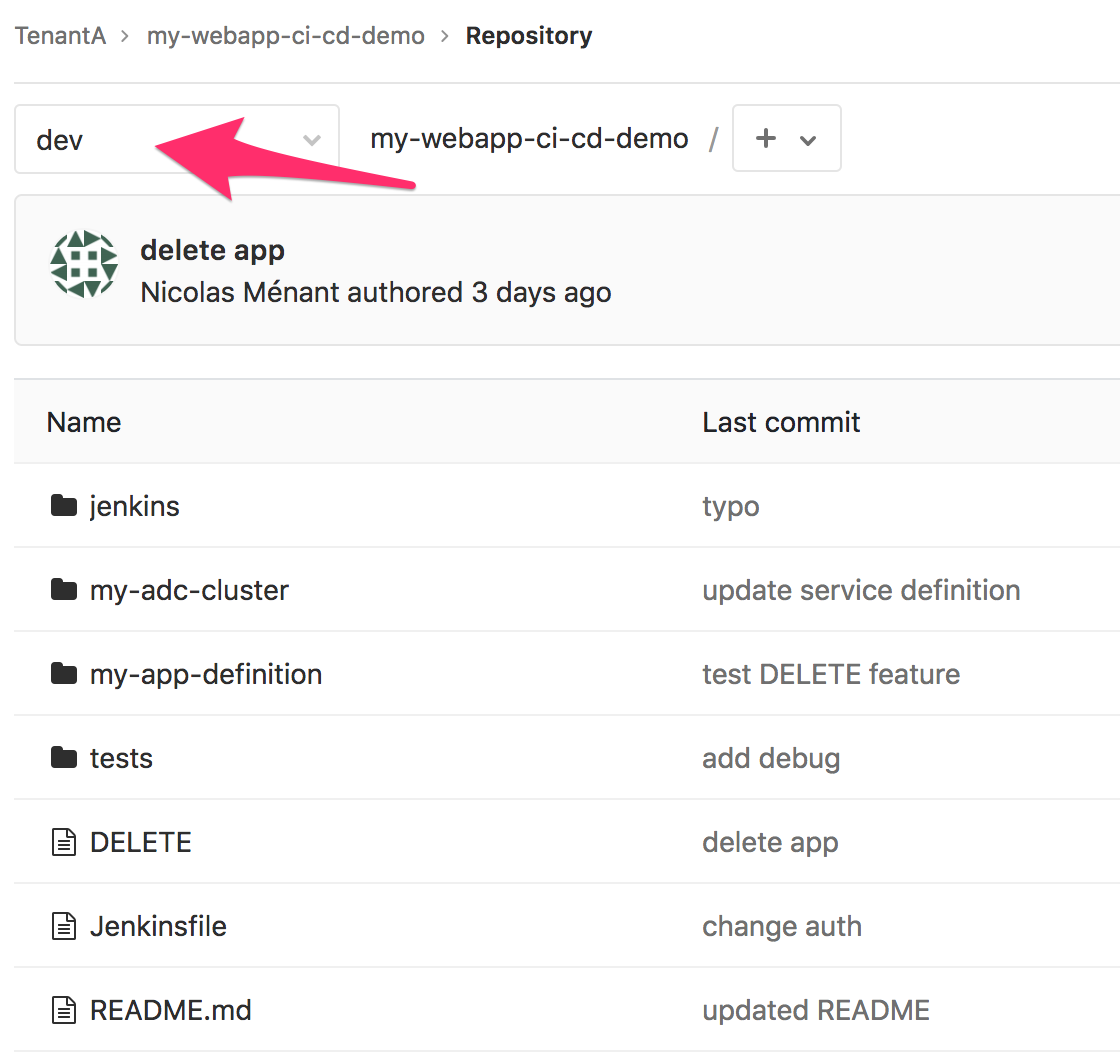 TenantA > my-webapp-ci-cd-demo > Repository
dev my-webapp-ci-cd-demo / +
delete app
Nicolas Ménant authored 3 days ago
Name Last commit
jenkins typo
my-adc-cluster update service definition
my-app-definition test DELETE feature
tests add debug
DELETE delete app
Jenkinsfile change auth
README.md updated README